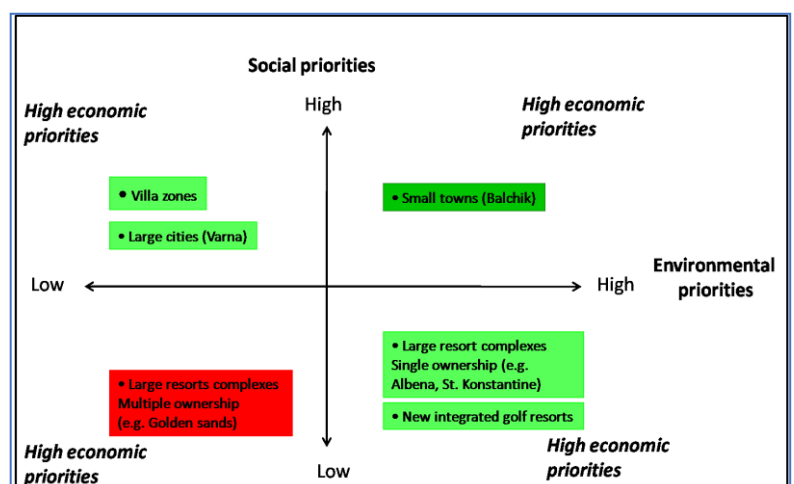 Social priorities
High economic
priorities
High
High economic
priorities
• Villa zones
• Small towns (Balchik)
• Large cities (Varna)
Low
High
Environmental
priorities
• Large resort complexes
Single ownership (e.g.
Albena, St. Konstantine)
• Large resorts complexes
Multiple ownership
(e.g. Golden sands)
• New integrated golf resorts
High economic
priorities
Low
High economic
priorities